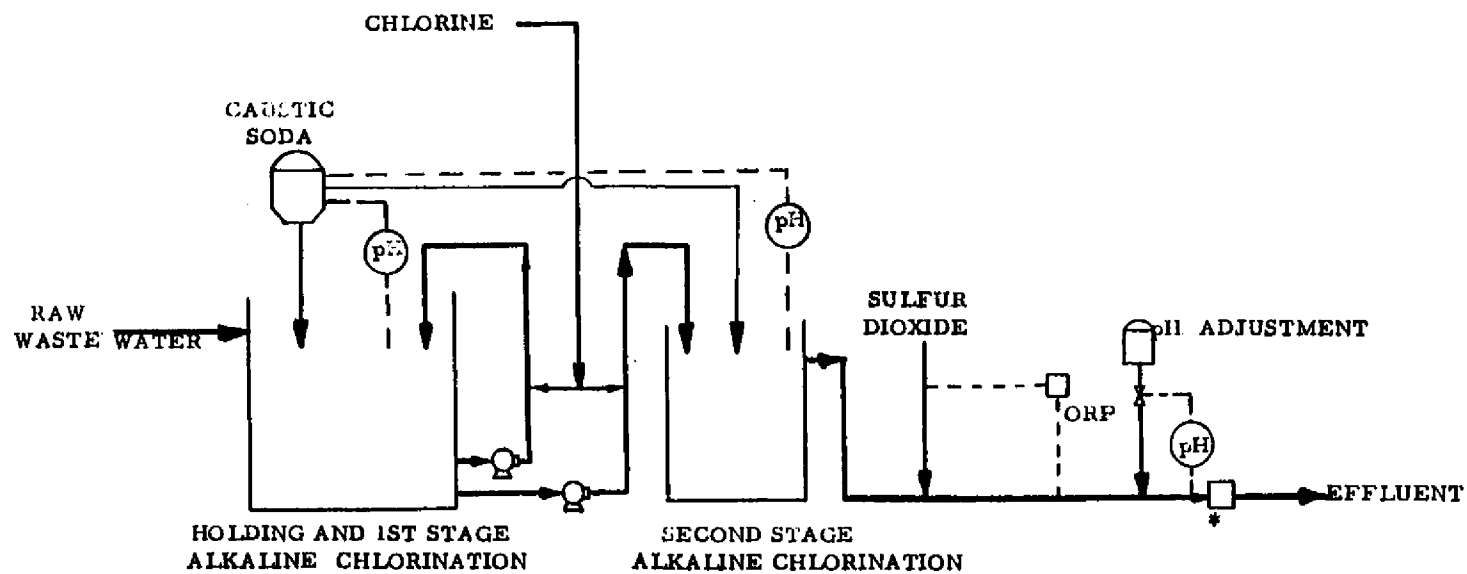 CHLORINE
CAUSTIC
SODA
pH
pH
RAW
WASTE WATER
SULFUR
DIOXIDE
pH ADJUSTMENT
ORP
pH
EFFLUENT
*
HOLDING AND 1ST STAGE
ALKALINE CHLORINATION
SECOND STAGE
ALKALINE CHLORINATION